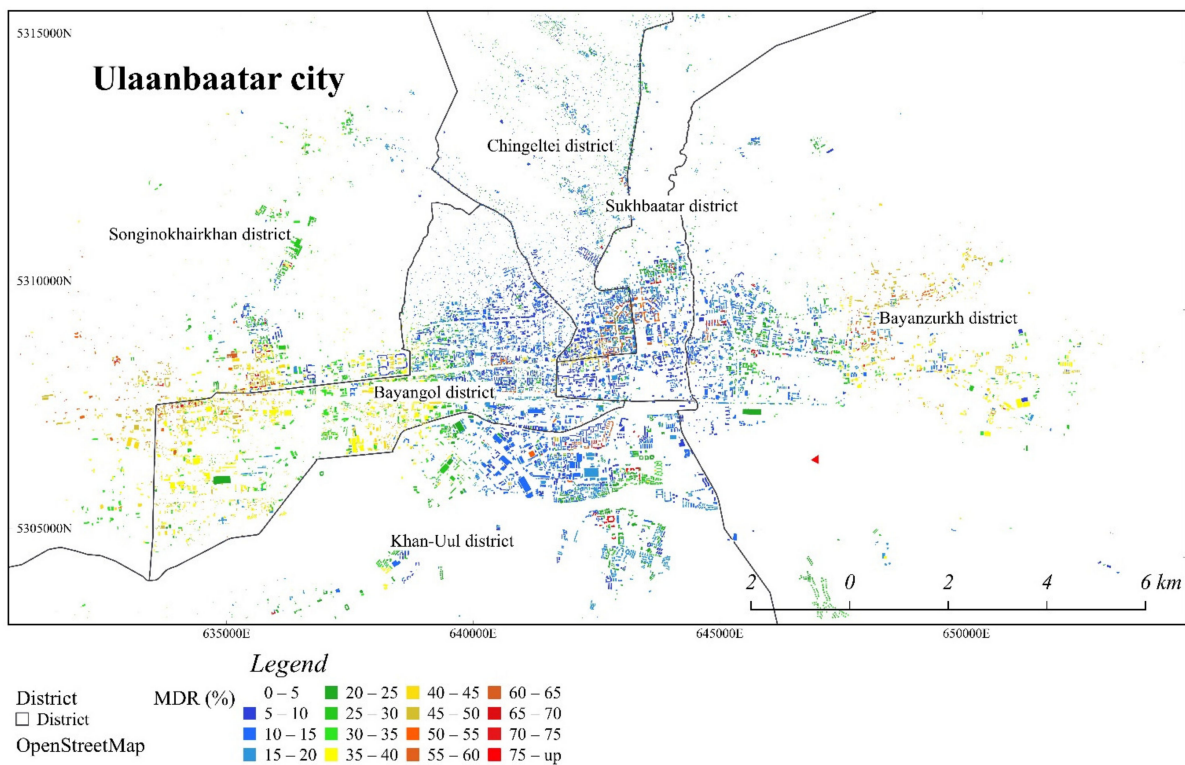 5315000N
Ulaanbaatar city
Chingeltei district
Sukhbaatar district
Songinokhairkhan district
5310000N
Bayanzurkh district
Bayangol district
5305000N
Khan-Uul district
2 0 2 4 6 km
635000E 640000E 645000E 650000E
Legend
District MDR (%)
District
OpenStreetMap
0 – 5 20 – 25 40 – 45 60 – 65
5 – 10 25 – 30 45 – 50 65 – 70
10 – 15 30 – 35 50 – 55 70 – 75
15 – 20 35 – 40 55 – 60 75 – up